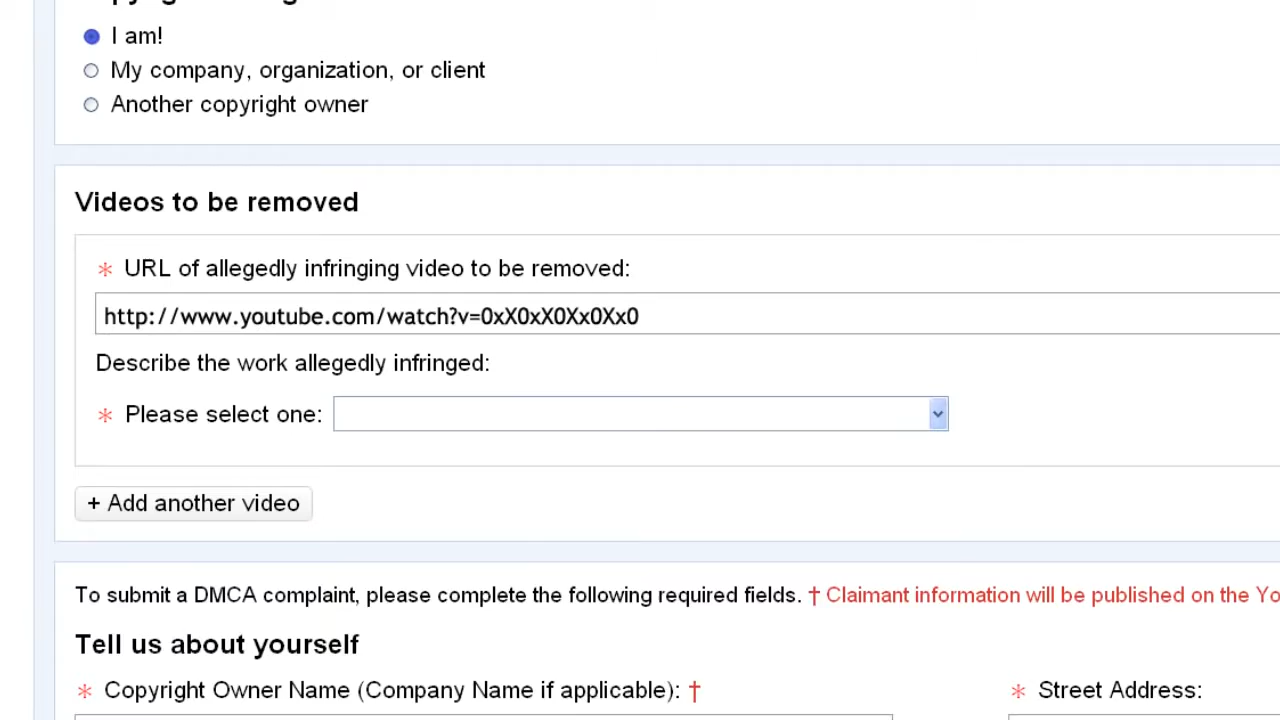 I am!
My company, organization, or client
Another copyright owner
Videos to be removed
* URL of allegedly infringing video to be removed:
http://www.youtube.com/watch?v=0xX0xX0Xx0Xx0
Describe the work allegedly infringed:
* Please select one:
+ Add another video
To submit a DMCA complaint, please complete the following required fields. † Claimant information will be published on the Yo
Tell us about yourself
* Copyright Owner Name (Company Name if applicable): † * Street Address: